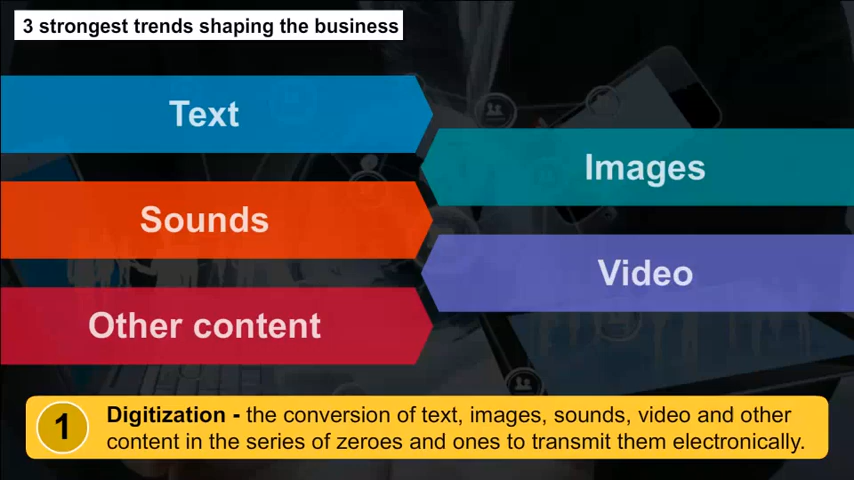 3 strongest trends shaping the business
Text
Images
Sounds
Video
Other content
1
Digitization - the conversion of text, images, sounds, video and other
content in the series of zeroes and ones to transmit them electronically.